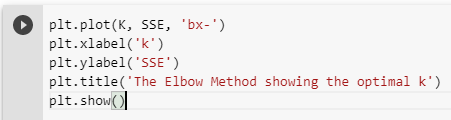 plt.plot(K, SSE, 'bx-')
plt.xlabel('k')
plt.ylabel('SSE')
plt.title('The Elbow Method showing the optimal k')
plt.show()